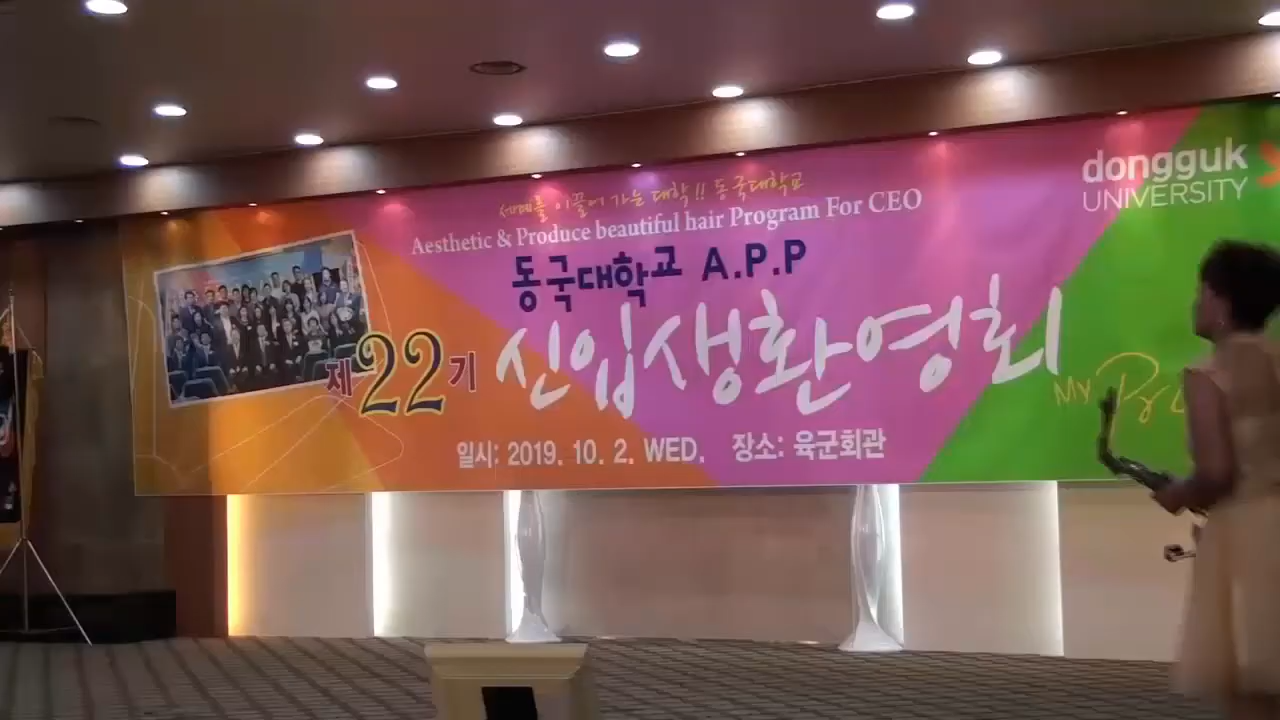 세계를 이끌어 가는 대학!! 동국대학교
Aesthetic & Produce beautiful hair Program For CEO
동국대학교 A.P.P
제22기 신입생환영회
일시: 2019. 10. 2. WED. 장소: 육군회관
dongguk
UNIVERSITY
My